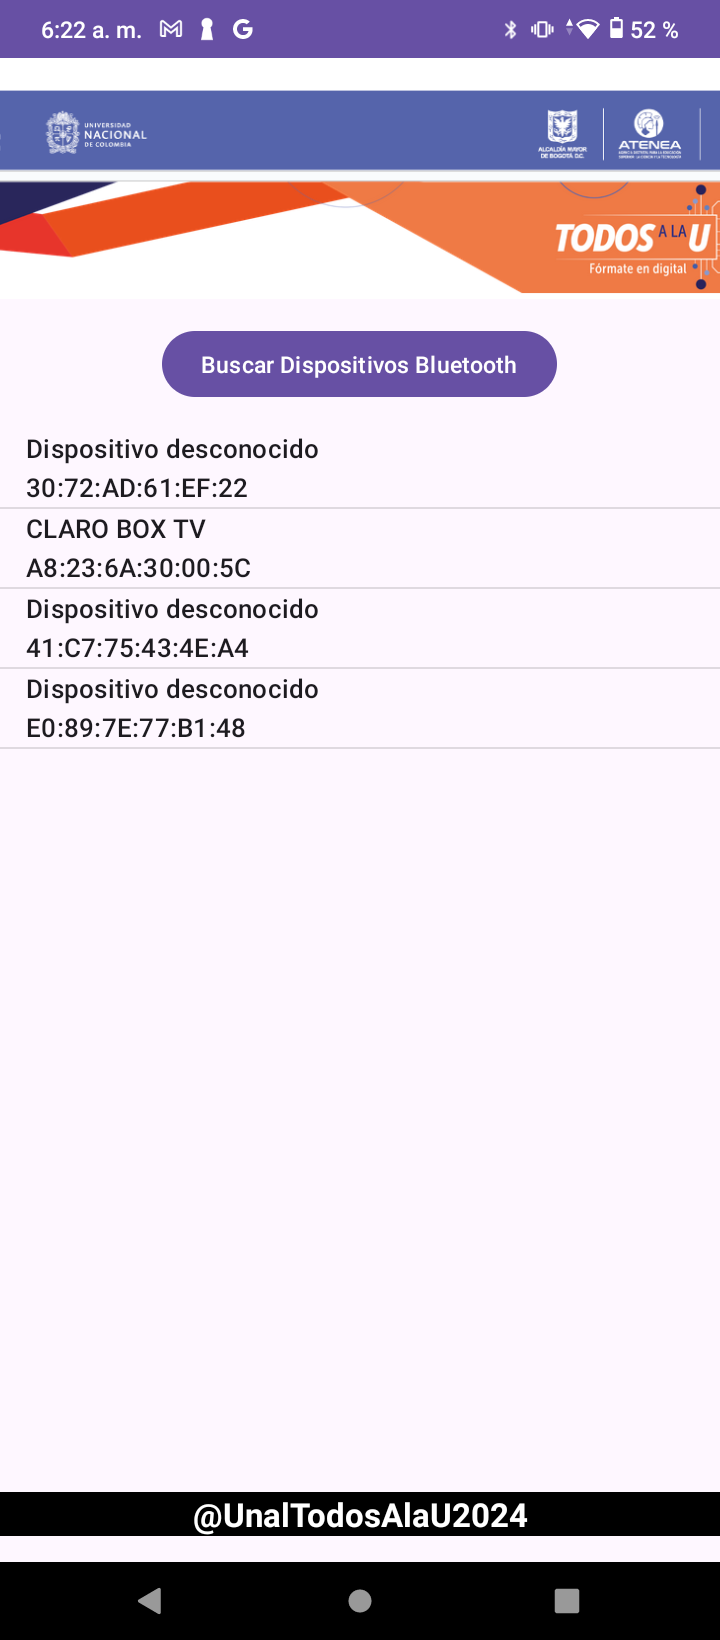 6:22 a. m.
52 %
UNIVERSIDAD
NACIONAL
DE COLOMBIA
ALCALDÍA MAYOR
DE BOGOTÁ D.C.
ATENEA
TODOS A LA U
Fórmate en digital
Buscar Dispositivos Bluetooth
Dispositivo desconocido
30:72:AD:61:EF:22
CLARO BOX TV
A8:23:6A:30:00:5C
Dispositivo desconocido
41:C7:75:43:4E:A4
Dispositivo desconocido
E0:89:7E:77:B1:48
@UnalTodosAlaU2024